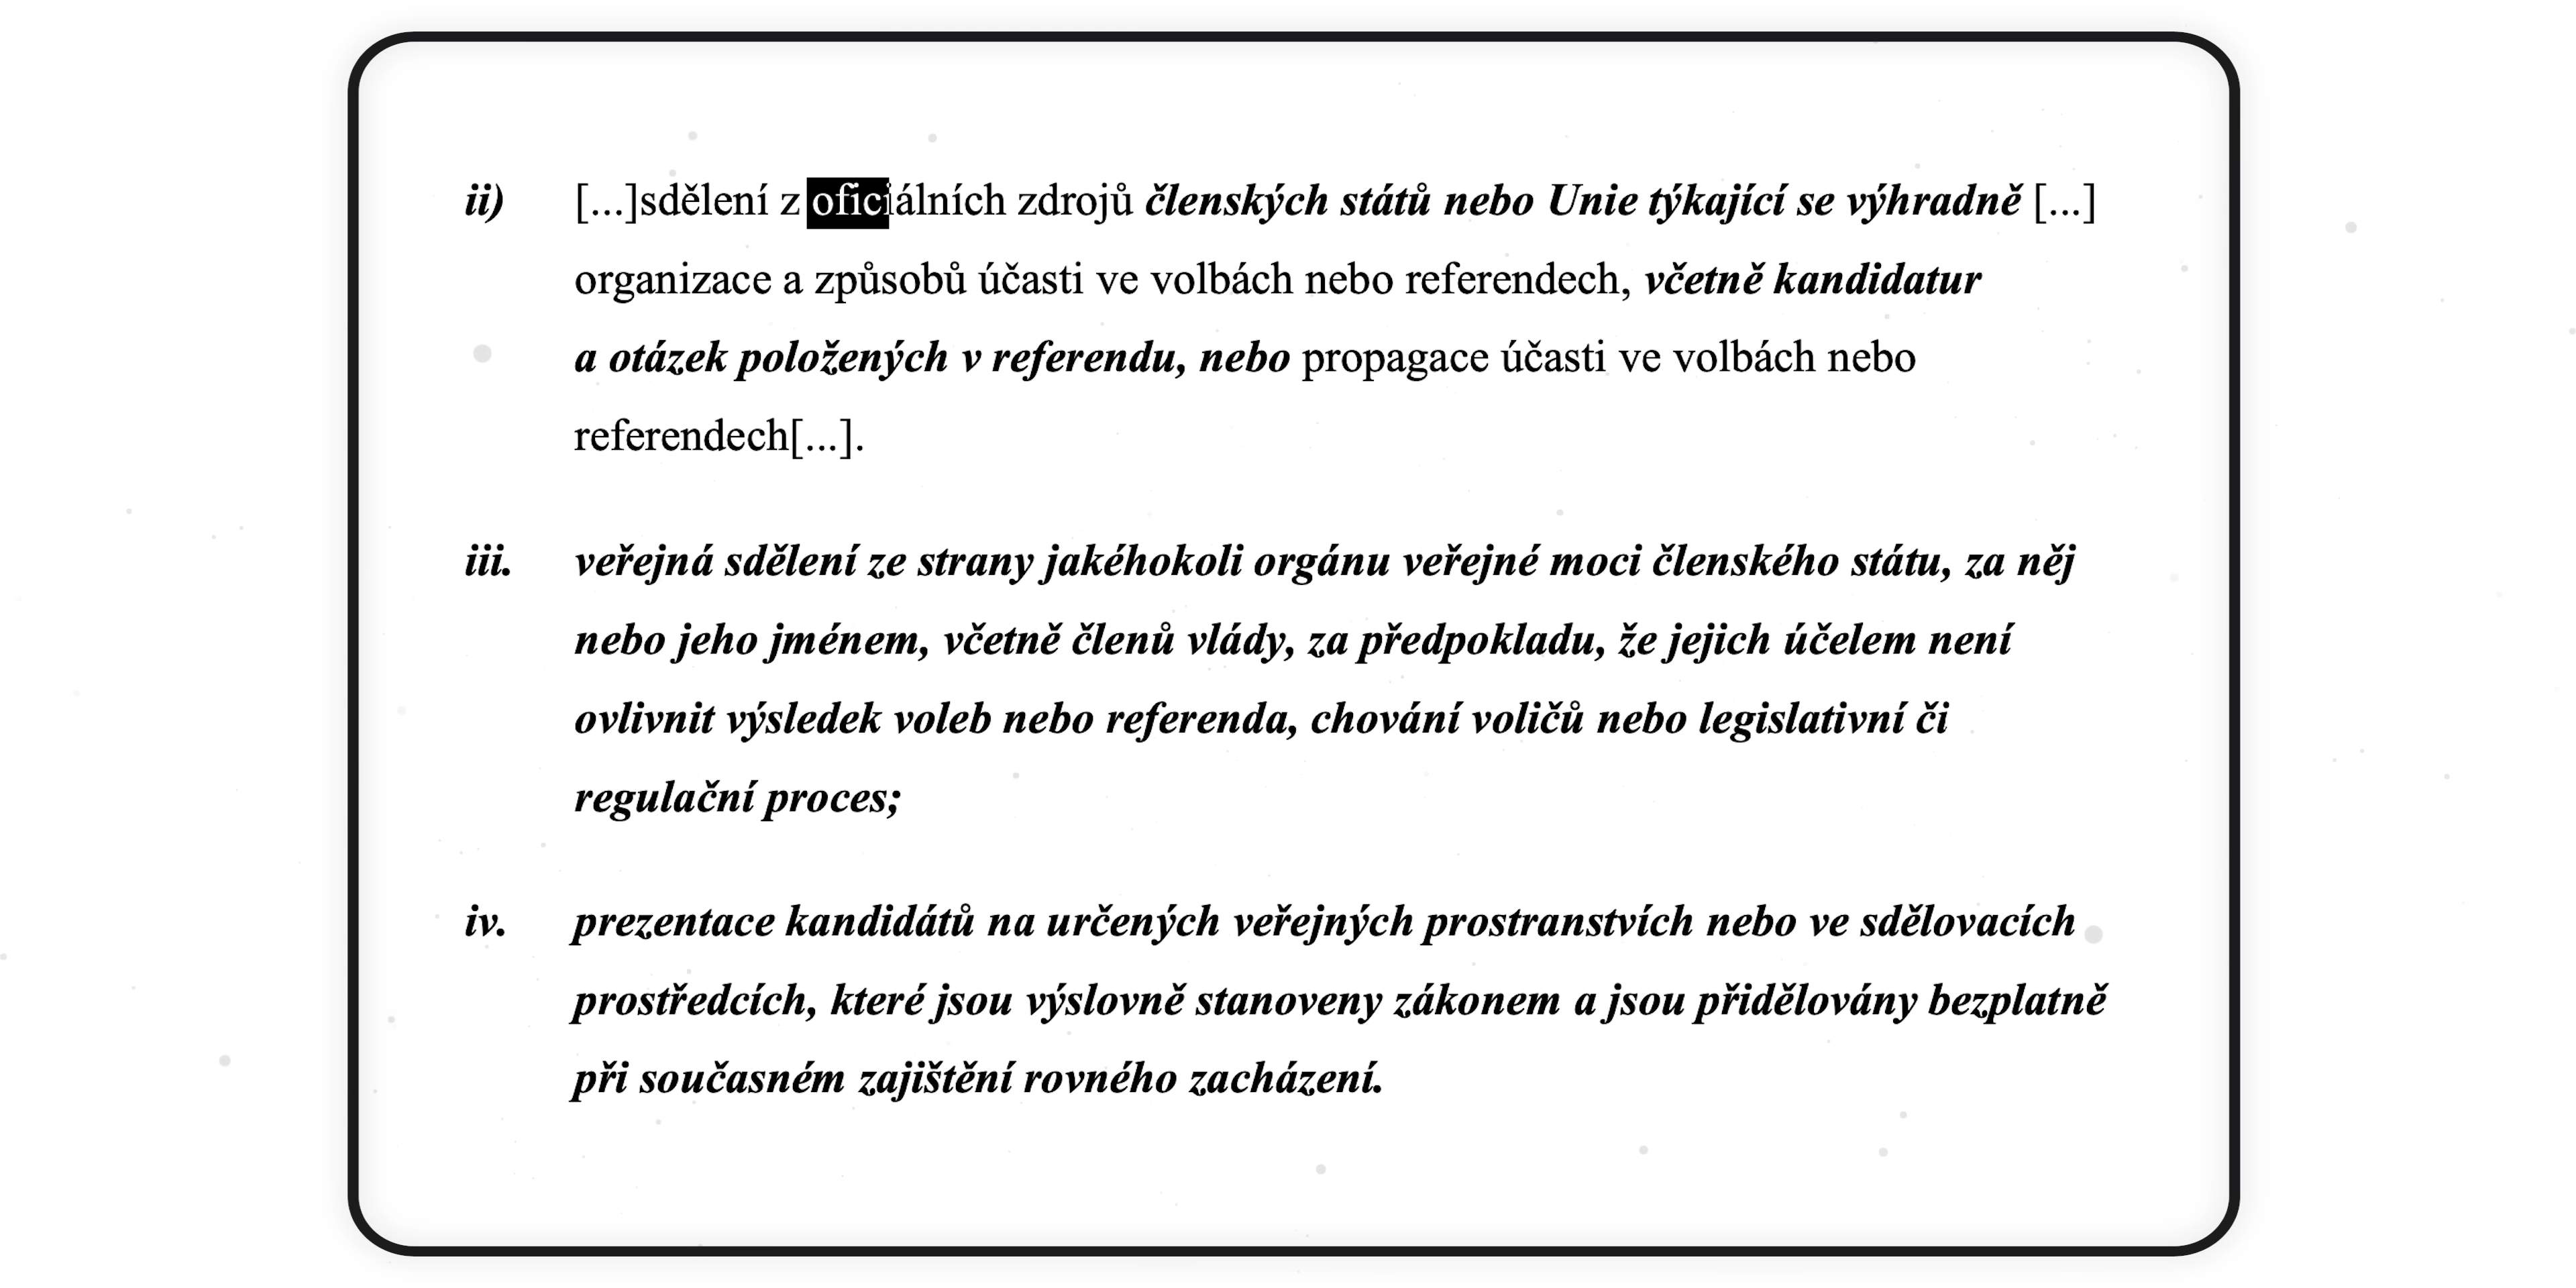 ii) […]sdělení z oficiálních zdrojů členských států nebo Unie týkající se výhradně […]
organizace a způsobů účasti ve volbách nebo referendech, včetně kandidatur
a otázek položených v referendu, nebo propagace účasti ve volbách nebo
referendech[…].
iii. veřejná sdělení ze strany jakéhokoli orgánu veřejné moci členského státu, za něj
nebo jeho jménem, včetně členů vlády, za předpokladu, že jejich účelem není
ovlivnit výsledek voleb nebo referenda, chování voličů nebo legislativní či
regulační proces;
iv. prezentace kandidátů na určených veřejných prostranstvích nebo ve sdělovacích
prostředcích, které jsou výslovně stanoveny zákonem a jsou přidělovány bezplatně
při současném zajištění rovného zacházení.